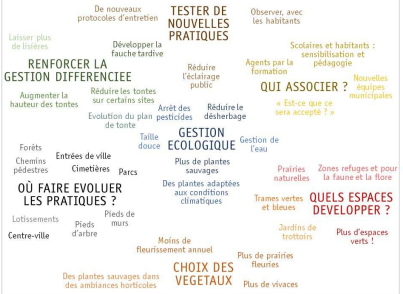 De nouveaux
protocoles d'entretien
TESTER DE
NOUVELLES
PRATIQUES
Observer, avec
les habitants
Laisser plus
de lisières
Développer la
fauche tardive
Scolaires et habitants :
sensibilisation et
pédagogie
RENFORCER LA
GESTION DIFFERENCIEE
Réduire
l'éclairage
public
Agents par la
formation
QUI ASSOCIER ?
Nouvelles
équipes
municipales
Augmenter la
hauteur des tontes
Réduire les tontes
sur certains sites
« Est-ce que ce
sera accepté ? »
Evolution du plan
de tonte
Arrêt des
pesticides
Réduire le
désherbage
Taille
douce
GESTION
ECOLOGIQUE
Gestion de
l'eau
Forêts
Chemins
pédestres
Entrées de ville
Cimetières
Parcs
Plus de plantes
sauvages
Prairies
naturelles
Zones refuges et pour
la faune et la flore
OÙ FAIRE EVOLUER
LES PRATIQUES ?
Des plantes adaptées
aux conditions
climatiques
Trames vertes
et bleues
QUELS ESPACES
DEVELOPPER ?
Lotissements
Pieds
d'arbre
Pieds de
murs
Centre-ville
Jardins de
trottoirs
Plus d'espaces
verts !
Moins de
fleurissement annuel
Plus de prairies
fleuries
CHOIX DES
VEGETAUX
Des plantes sauvages dans
des ambiances horticoles
Plus de vivaces